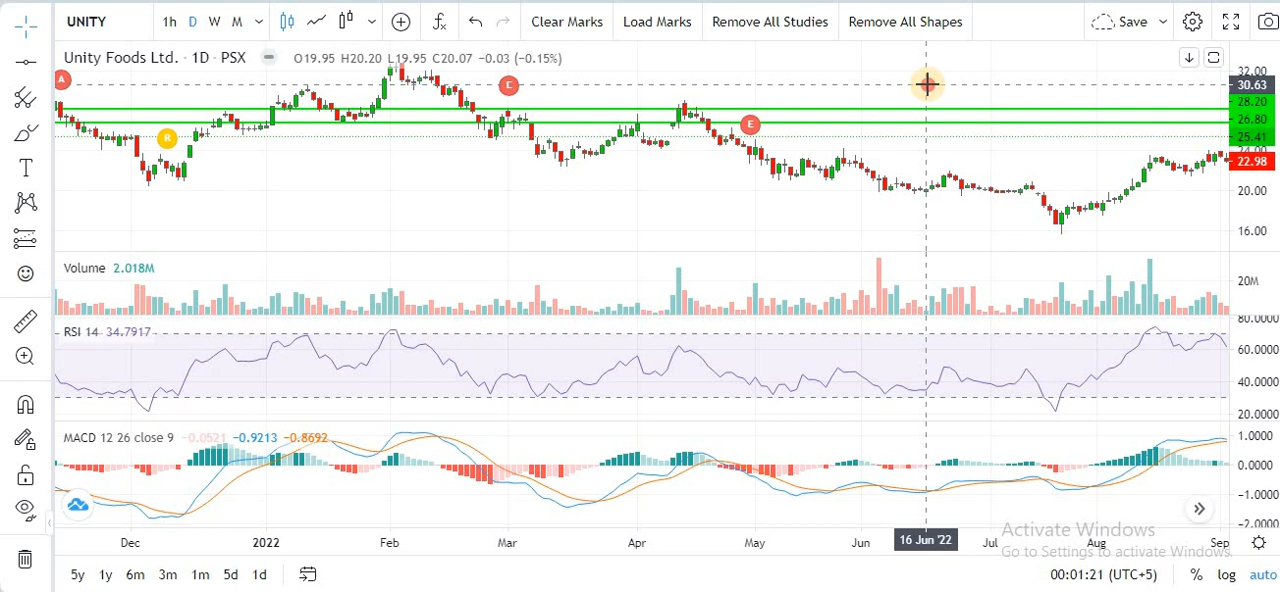 UNITY 1h D W M Clear Marks Load Marks Remove All Studies Remove All Shapes Save
Unity Foods Ltd. · 1D · PSX O19.95 H20.20 L19.95 C20.07 -0.03 (-0.15%)
32.00
A
E
30.63
28.20
26.80
R
E
25.41
24.00
22.98
20.00
16.00
Volume 2.018M
20M
RSI 14 34.7917
80.0000
60.0000
40.0000
20.0000
MACD 12 26 close 9 -0.0521 -0.9213 -0.8692
1.0000
0.0000
-1.0000
-2.0000
Activate Windows
Go to Settings to activate Windows.
Dec 2022 Feb Mar Apr May Jun 16 Jun '22 Jul Aug Sep
5y 1y 6m 3m 1m 5d 1d 00:01:21 (UTC+5) % log auto